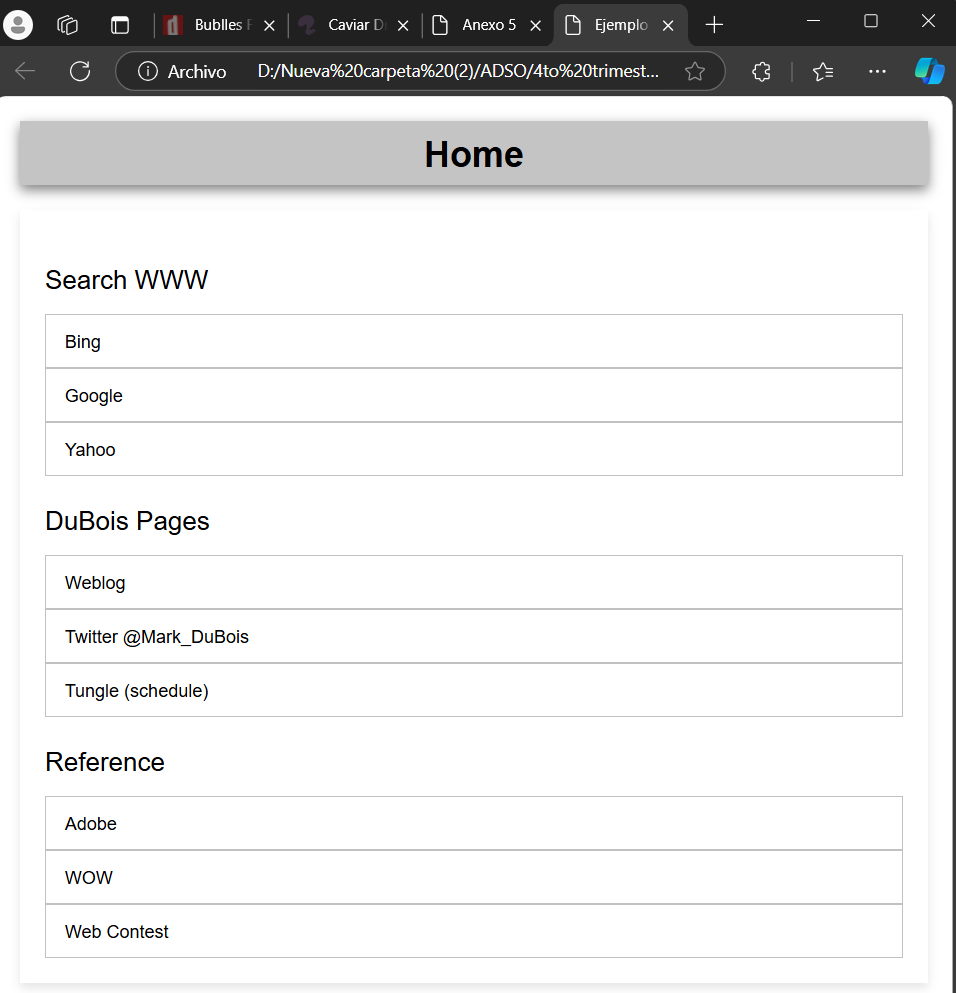 Bublles F
Caviar D
Anexo 5
Ejemplo
Archivo
D:/Nueva%20carpeta%20(2)/ADSO/4to%20trimest...
Home
Search WWW
Bing
Google
Yahoo
DuBois Pages
Weblog
Twitter @Mark_DuBois
Tungle (schedule)
Reference
Adobe
WOW
Web Contest